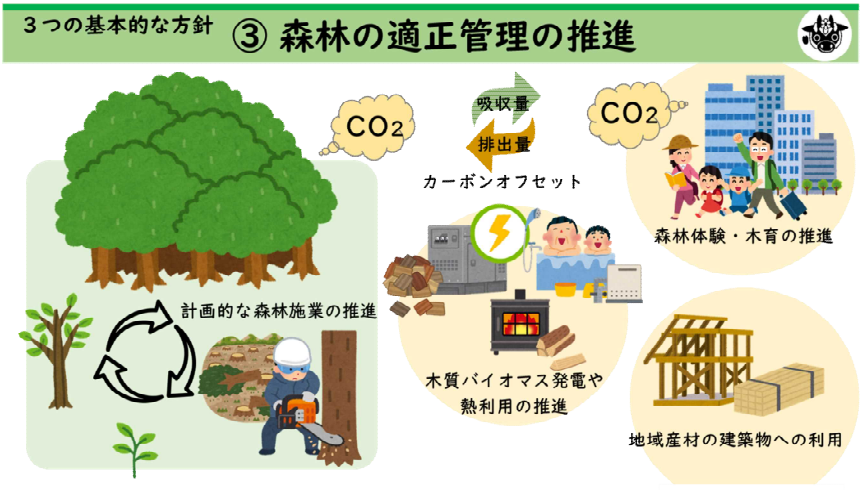 ３つの基本的な方針
③ 森林の適正管理の推進
CO₂
吸収量
排出量
カーボンオフセット
CO₂
森林体験・木育の推進
計画的な森林施業の推進
木質バイオマス発電や
熱利用の推進
地域産材の建築物への利用